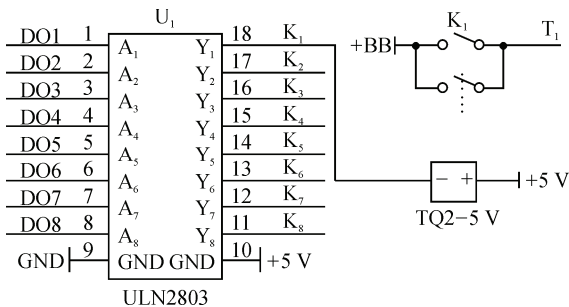 U₁
DO1 1 A₁ Y₁ 18 K₁
DO2 2 A₂ Y₂ 17 K₂
DO3 3 A₃ Y₃ 16 K₃
DO4 4 A₄ Y₄ 15 K₄
DO5 5 A₅ Y₅ 14 K₅
DO6 6 A₆ Y₆ 13 K₆
DO7 7 A₇ Y₇ 12 K₇
DO8 8 A₈ Y₈ 11 K₈
GND 9 GND GND 10 +5 V
ULN2803
K₁ T₁
+BB
− + +5 V
TQ2−5 V